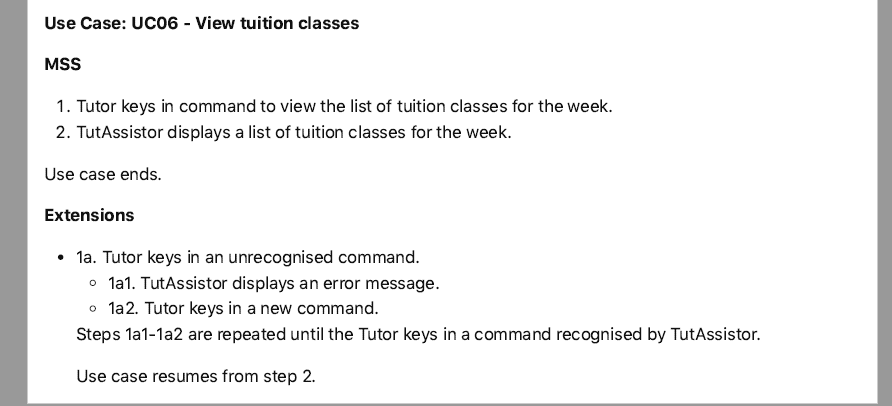 Use Case: UC06 - View tuition classes
MSS
1. Tutor keys in command to view the list of tuition classes for the week.
2. TutAssistor displays a list of tuition classes for the week.
Use case ends.
Extensions
• 1a. Tutor keys in an unrecognised command.
○ 1a1. TutAssistor displays an error message.
○ 1a2. Tutor keys in a new command.
Steps 1a1-1a2 are repeated until the Tutor keys in a command recognised by TutAssistor.
Use case resumes from step 2.